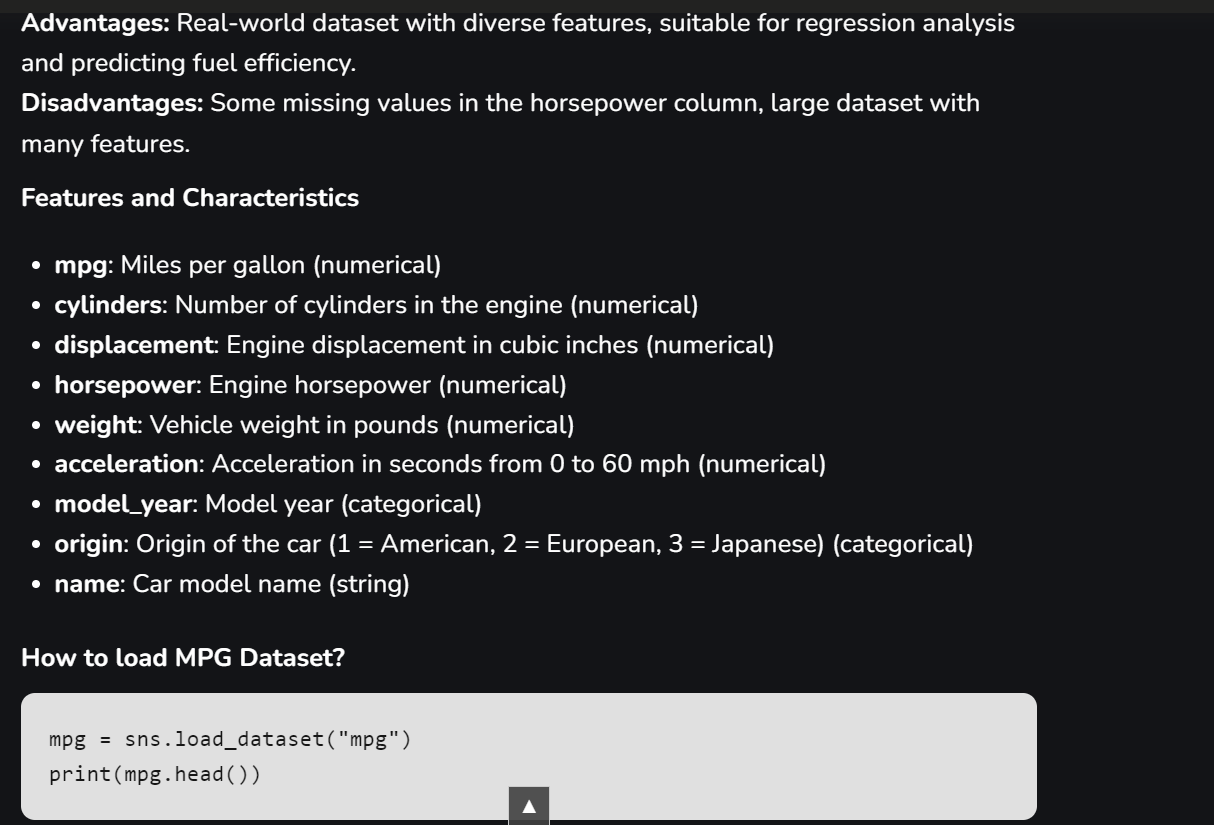 Advantages: Real-world dataset with diverse features, suitable for regression analysis
and predicting fuel efficiency.
Disadvantages: Some missing values in the horsepower column, large dataset with
many features.
Features and Characteristics
• mpg: Miles per gallon (numerical)
• cylinders: Number of cylinders in the engine (numerical)
• displacement: Engine displacement in cubic inches (numerical)
• horsepower: Engine horsepower (numerical)
• weight: Vehicle weight in pounds (numerical)
• acceleration: Acceleration in seconds from 0 to 60 mph (numerical)
• model_year: Model year (categorical)
• origin: Origin of the car (1 = American, 2 = European, 3 = Japanese) (categorical)
• name: Car model name (string)
How to load MPG Dataset?
mpg = sns.load_dataset("mpg")
print(mpg.head())